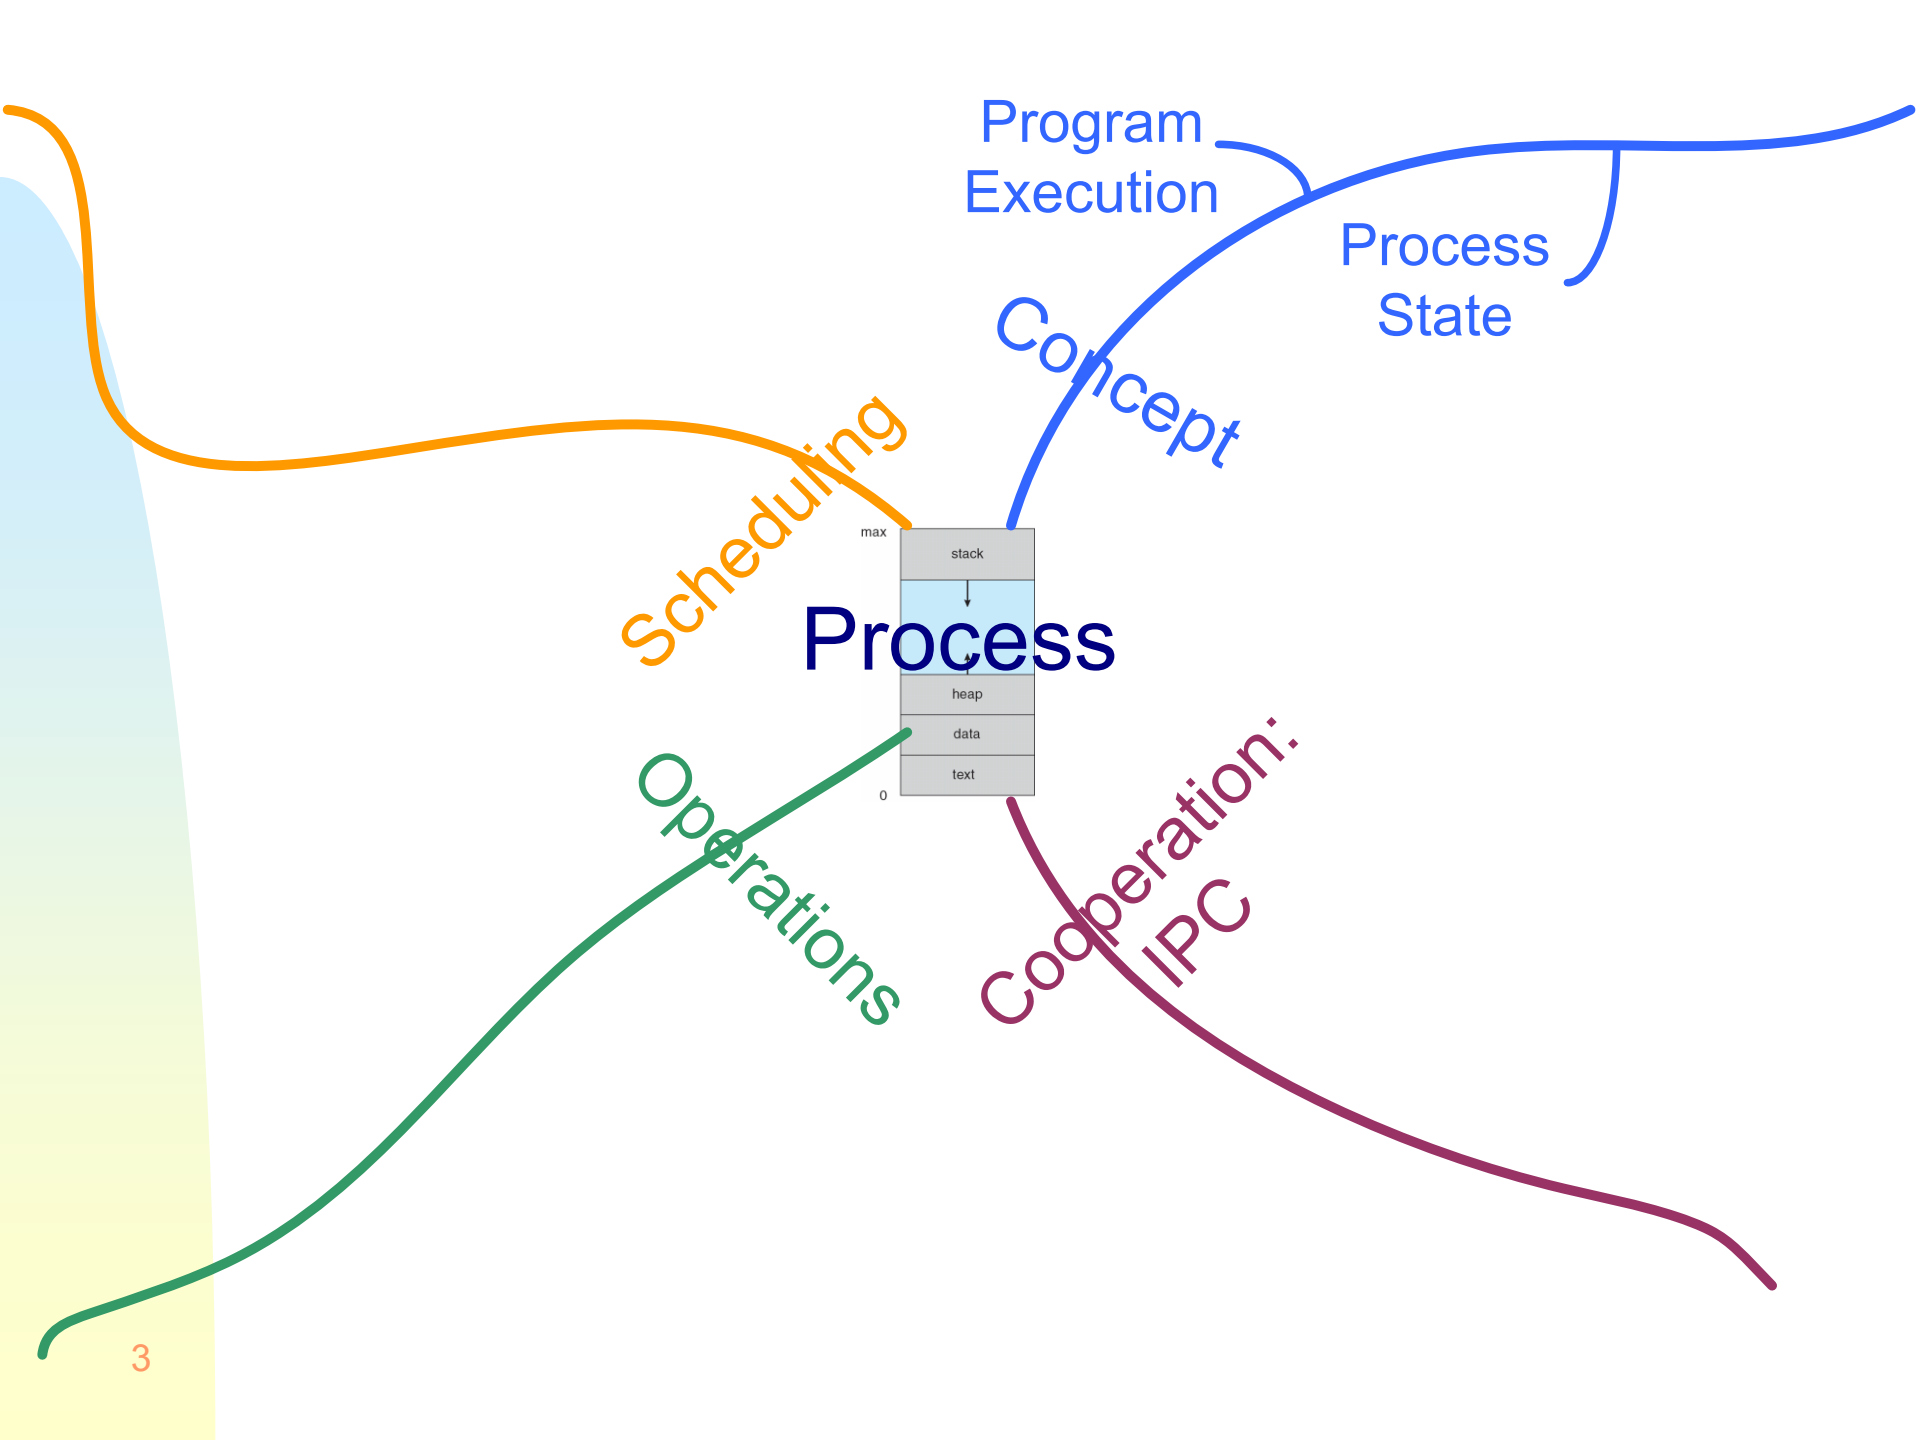 Program
Execution
Process
State
Concept
Scheduling
max
stack
Process
heap
data
text
0
Operations
Cooperation:
IPC
3